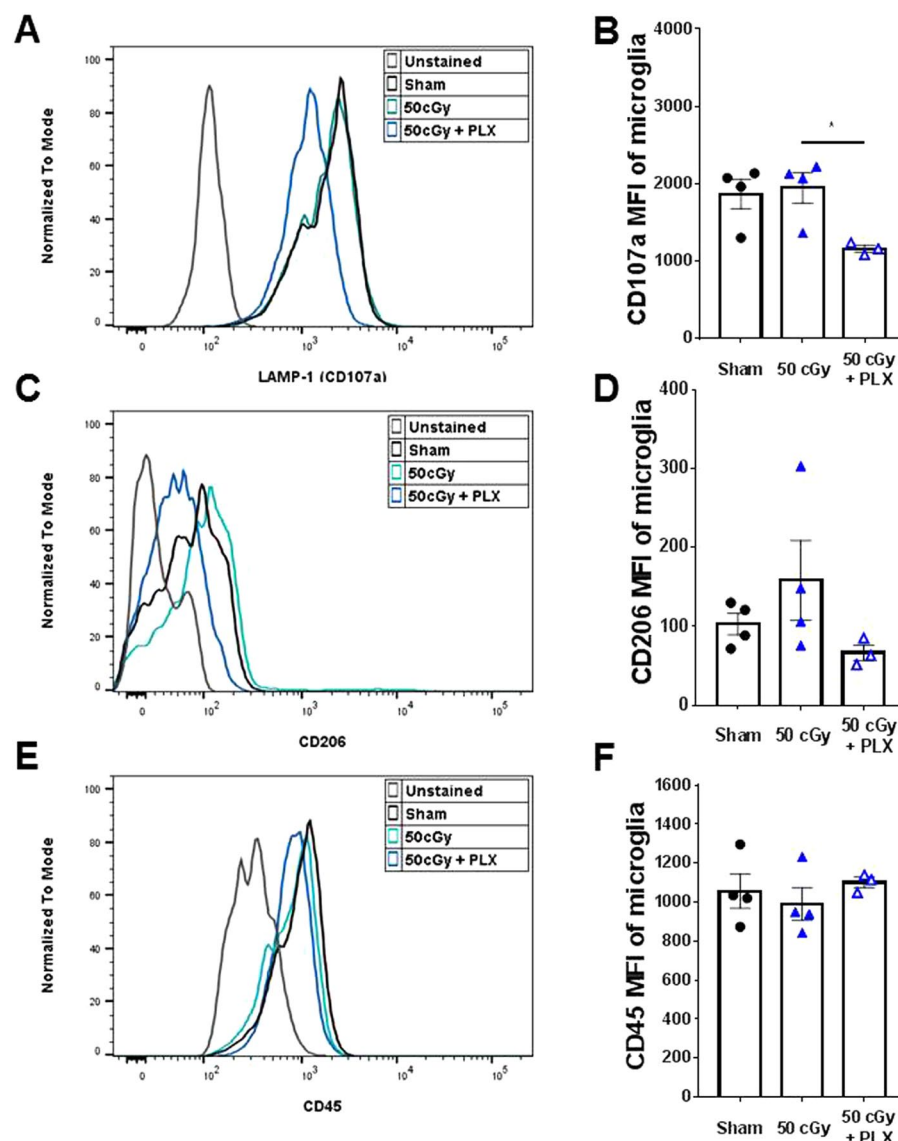 A
Normalized To Mode
100
80
60
40
20
0
Unstained
Sham
50cGy
50cGy + PLX
0 10² 10³ 10⁴ 10⁵
LAMP-1 (CD107a)
B
CD107a MFI of microglia
4000
3000
2000
1000
0
*
Sham 50 cGy 50 cGy
+ PLX
C
Normalized To Mode
100
80
60
40
20
0
Unstained
Sham
50cGy
50cGy + PLX
0 10² 10³ 10⁴ 10⁵
CD206
D
CD206 MFI of microglia
400
300
200
100
0
Sham 50 cGy 50 cGy
+ PLX
E
Normalized To Mode
100
80
60
40
20
0
Unstained
Sham
50cGy
50cGy + PLX
0 10² 10³ 10⁴ 10⁵
CD45
F
CD45 MFI of microglia
1600
1400
1200
1000
800
600
400
200
0
Sham 50 cGy 50 cGy
+ PLX